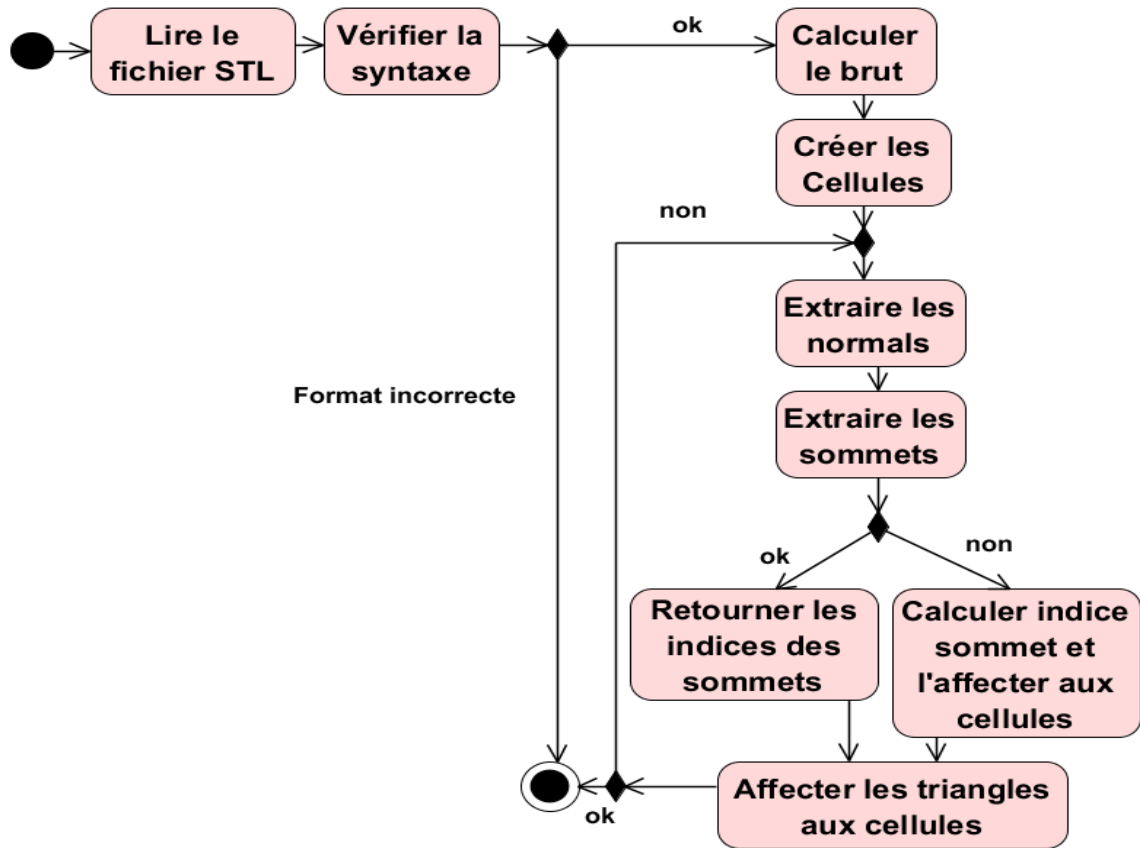 Lire le
fichier STL
Vérifier la
syntaxe
ok
Calculer
le brut
Créer les
Cellules
non
Extraire les
normals
Format incorrecte
Extraire les
sommets
ok
non
Retourner les
indices des
sommets
Calculer indice
sommet et
l'affecter aux
cellules
Affecter les triangles
aux cellules
ok